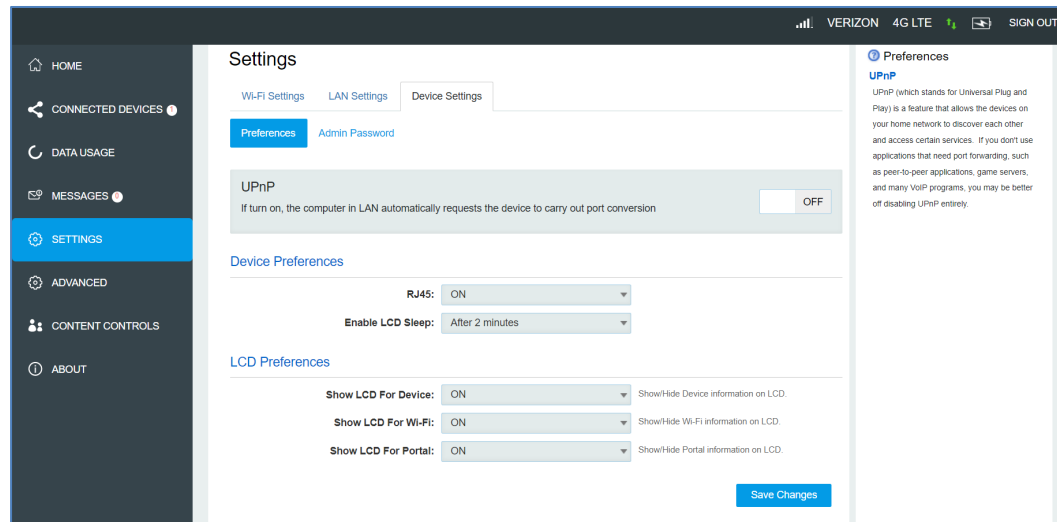 VERIZON 4G LTE SIGN OUT
HOME
CONNECTED DEVICES 1
DATA USAGE
MESSAGES
SETTINGS
ADVANCED
CONTENT CONTROLS
ABOUT
Settings
Wi-Fi Settings LAN Settings Device Settings
Preferences Admin Password
UPnP
If turn on, the computer in LAN automatically requests the device to carry out port conversion
OFF
Device Preferences
RJ45: ON
Enable LCD Sleep: After 2 minutes
LCD Preferences
Show LCD For Device: ON Show/Hide Device information on LCD.
Show LCD For Wi-Fi: ON Show/Hide Wi-Fi information on LCD.
Show LCD For Portal: ON Show/Hide Portal information on LCD.
Save Changes
Preferences
UPnP
UPnP (which stands for Universal Plug and
Play) is a feature that allows the devices on
your home network to discover each other
and access certain services. If you don't use
applications that need port forwarding, such
as peer-to-peer applications, game servers,
and many VoIP programs, you may be better
off disabling UPnP entirely.